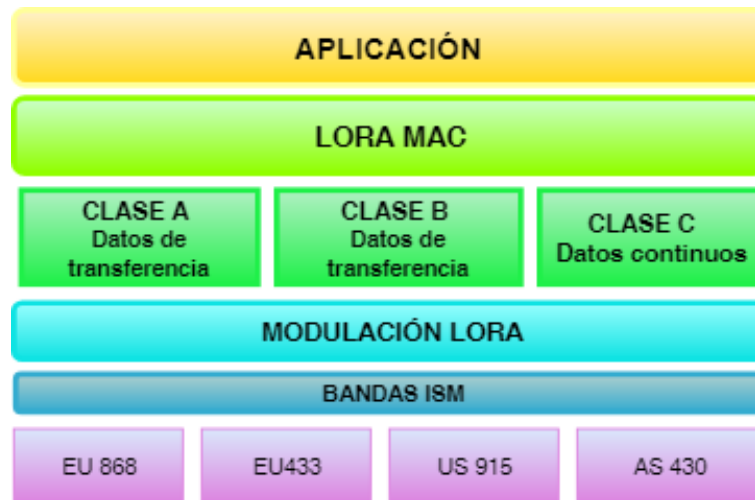 APLICACIÓN
LORA MAC
CLASE A
Datos de
transferencia
CLASE B
Datos de
transferencia
CLASE C
Datos continuos
MODULACIÓN LORA
BANDAS ISM
EU 868
EU433
US 915
AS 430